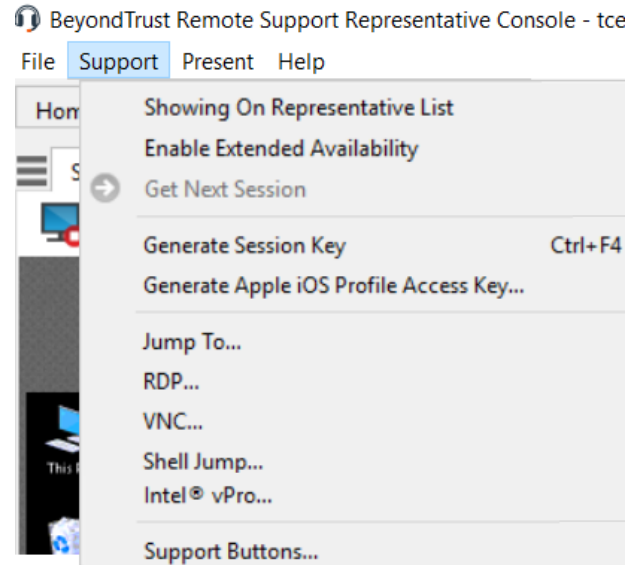 BeyondTrust Remote Support Representative Console - tce
File Support Present Help
Hom
Showing On Representative List
Enable Extended Availability
S
Get Next Session
Generate Session Key Ctrl+F4
Generate Apple iOS Profile Access Key...
Jump To...
RDP...
VNC...
Shell Jump...
This
Intel® vPro...
Support Buttons...